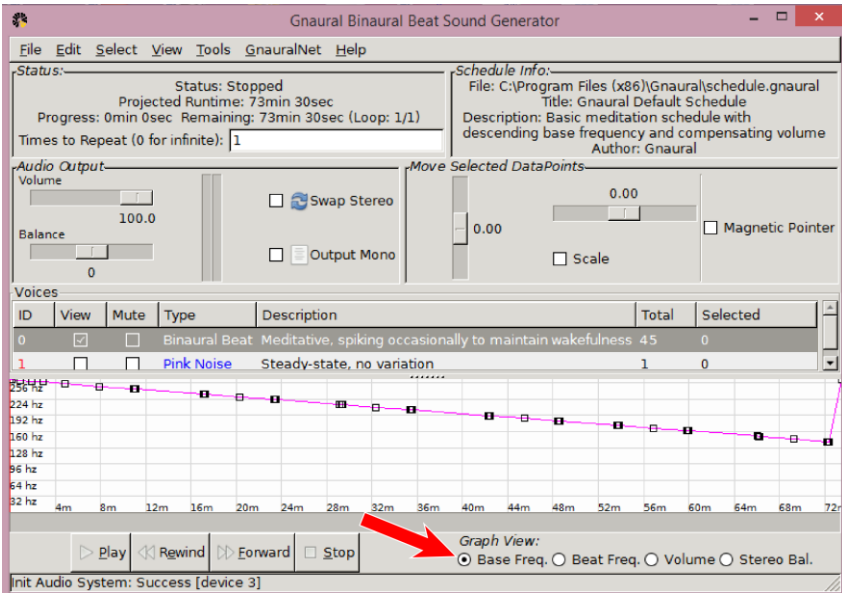 Gnaural Binaural Beat Sound Generator
File Edit Select View Tools GnauralNet Help
Status:
Status: Stopped
Projected Runtime: 73min 30sec
Progress: 0min 0sec Remaining: 73min 30sec (Loop: 1/1)
Times to Repeat (0 for infinite): 1
Schedule Info:
File: C:\Program Files (x86)\Gnaural\schedule.gnaural
Title: Gnaural Default Schedule
Description: Basic meditation schedule with
descending base frequency and compensating volume
Author: Gnaural
Audio Output
Volume
100.0
Balance
0
Swap Stereo
Output Mono
Move Selected DataPoints
0.00
0.00
Scale
Magnetic Pointer
Voices
ID View Mute Type Description Total Selected
0 Binaural Beat Meditative, spiking occasionally to maintain wakefulness 45 0
1 Pink Noise Steady-state, no variation 1 0
256 hz
224 hz
192 hz
160 hz
128 hz
96 hz
64 hz
32 hz
4m 8m 12m 16m 20m 24m 28m 32m 36m 40m 44m 48m 52m 56m 60m 64m 68m 72
Play Rewind Forward Stop
Graph View:
Base Freq. Beat Freq. Volume Stereo Bal.
Init Audio System: Success [device 3]